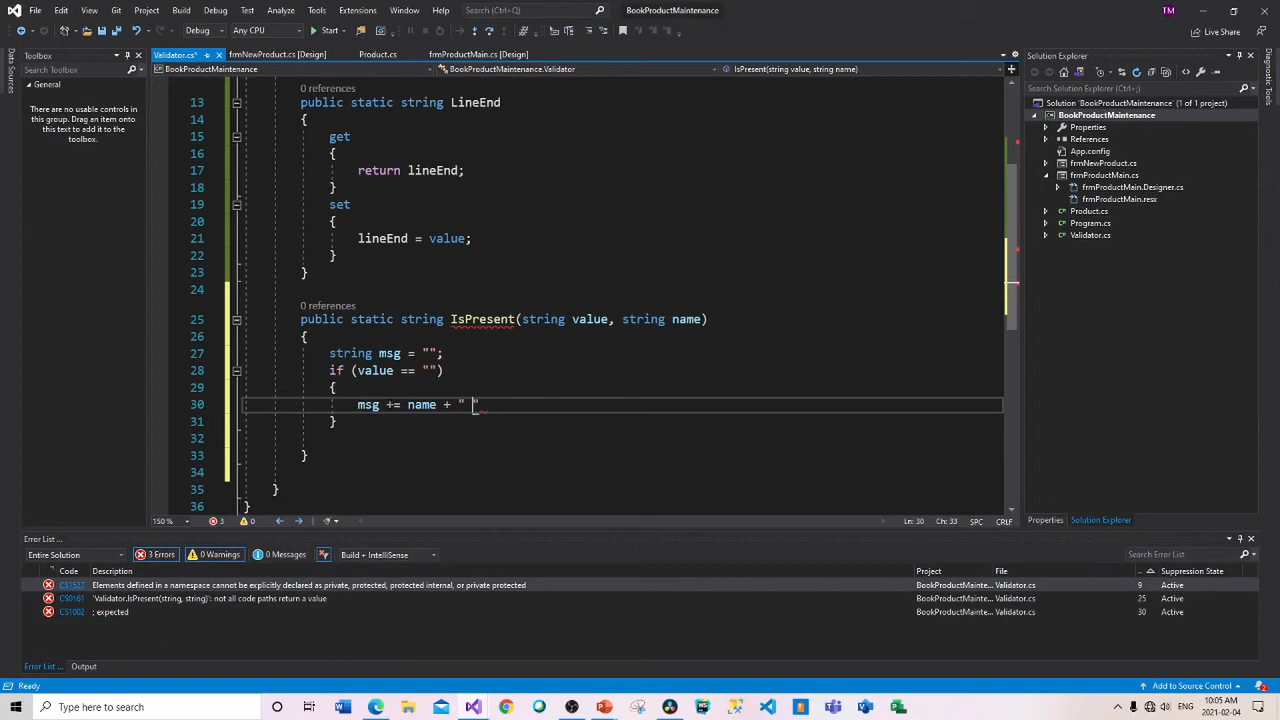 File Edit View Git Project Build Debug Test Analyze Tools Extensions Window Help Search (Ctrl+Q) BookProductMaintenance TM
Debug Any CPU Start Live Share
Toolbox Validator.cs* frmNewProduct.cs [Design] Product.cs frmProductMain.cs [Design] Solution Explorer
Search Toolbox BookProductMaintenance BookProductMaintenance.Validator IsPresent(string value, string name)
Data Sources
Diagnostic Tools
General
There are no usable controls in
this group. Drag an item onto
this text to add it to the
toolbox.
Search Solution Explorer (Ctrl+;)
Solution 'BookProductMaintenance' (1 of 1 project)
BookProductMaintenance
Properties
References
App.config
frmNewProduct.cs
frmProductMain.cs
frmProductMain.Designer.cs
frmProductMain.resx
Product.cs
Program.cs
Validator.cs
0 references
13 public static string LineEnd
14 {
15 get
16 {
17 return lineEnd;
18 }
19 set
20 {
21 lineEnd = value;
22 }
23 }
24
0 references
25 public static string IsPresent(string value, string name)
26 {
27 string msg = "";
28 if (value == "")
29 {
30 msg += name + " "
31 }
32
33 }
34
35 }
36 }
150 % 3 0 Ln: 30 Ch: 33 SPC CRLF
Properties Solution Explorer
Error List ...
Entire Solution 3 Errors 0 Warnings 0 Messages Build + IntelliSense Search Error List
Code Description Project File Line Suppression State
CS1527 Elements defined in a namespace cannot be explicitly declared as private, protected, protected internal, or private protected BookProductMainte... Validator.cs 9 Active
CS0161 'Validator.IsPresent(string, string)': not all code paths return a value BookProductMainte... Validator.cs 25 Active
CS1002 ; expected BookProductMainte... Validator.cs 30 Active
Error List ... Output
Ready Add to Source Control
Type here to search 10:05 AM
2021-02-04